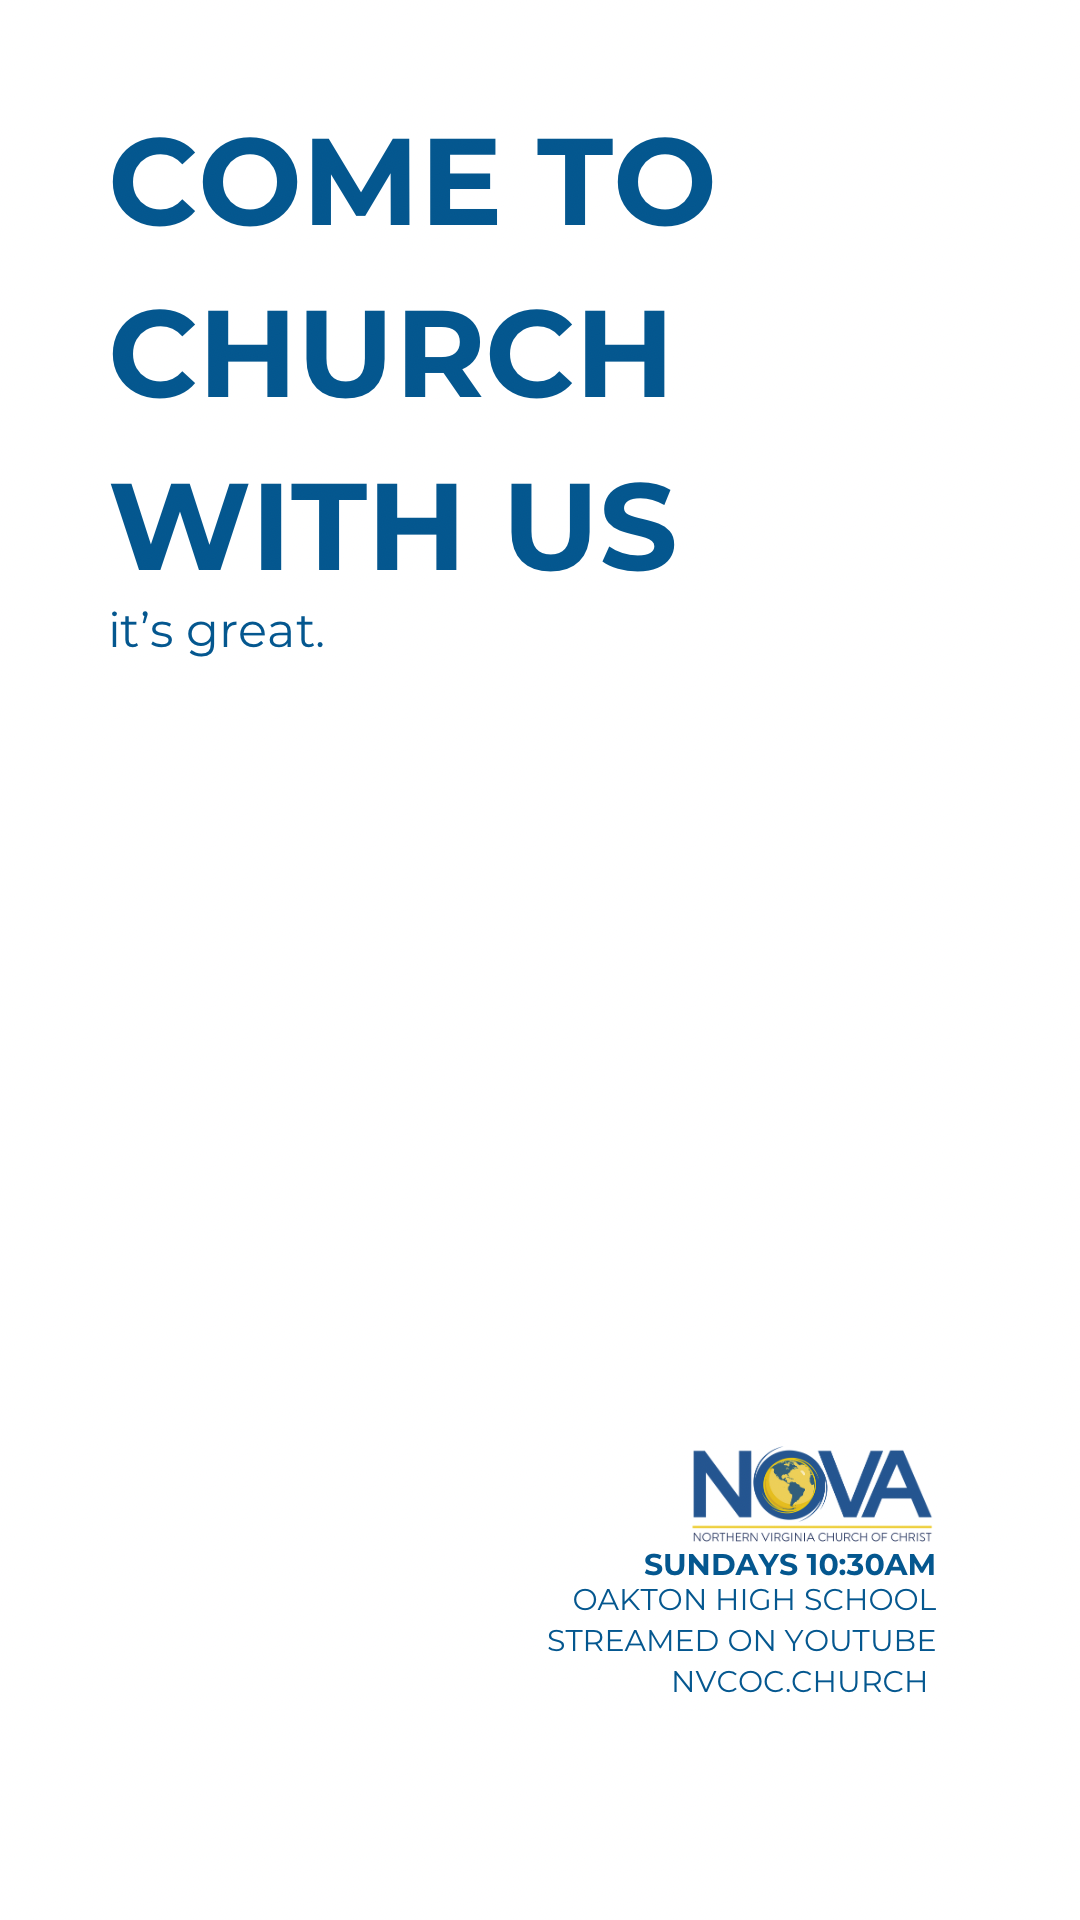 COME TO
CHURCH
WITH US
it’s great.
NOVA
NORTHERN VIRGINIA CHURCH OF CHRIST
SUNDAYS 10:30AM
OAKTON HIGH SCHOOL
STREAMED ON YOUTUBE
NVCOC.CHURCH